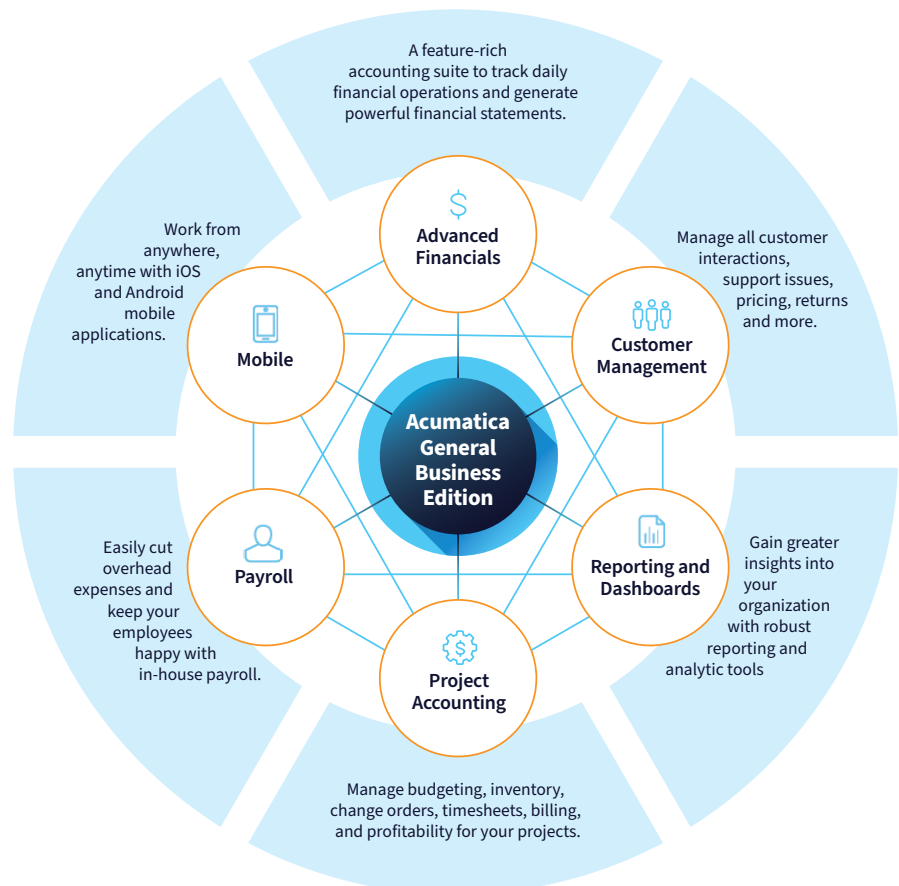 A feature-rich
accounting suite to track daily
financial operations and generate
powerful financial statements.
Advanced
Financials
Work from
anywhere,
anytime with iOS
and Android
mobile
applications.
Mobile
Manage all customer
interactions,
support issues,
pricing, returns
and more.
Customer
Management
Acumatica
General
Business
Edition
Easily cut
overhead
expenses and
keep your
employees
happy with
in-house payroll.
Payroll
Reporting and
Dashboards
Gain greater
insights into
your
organization
with robust
reporting and
analytic tools
$
Project
Accounting
Manage budgeting, inventory,
change orders, timesheets, billing,
and profitability for your projects.